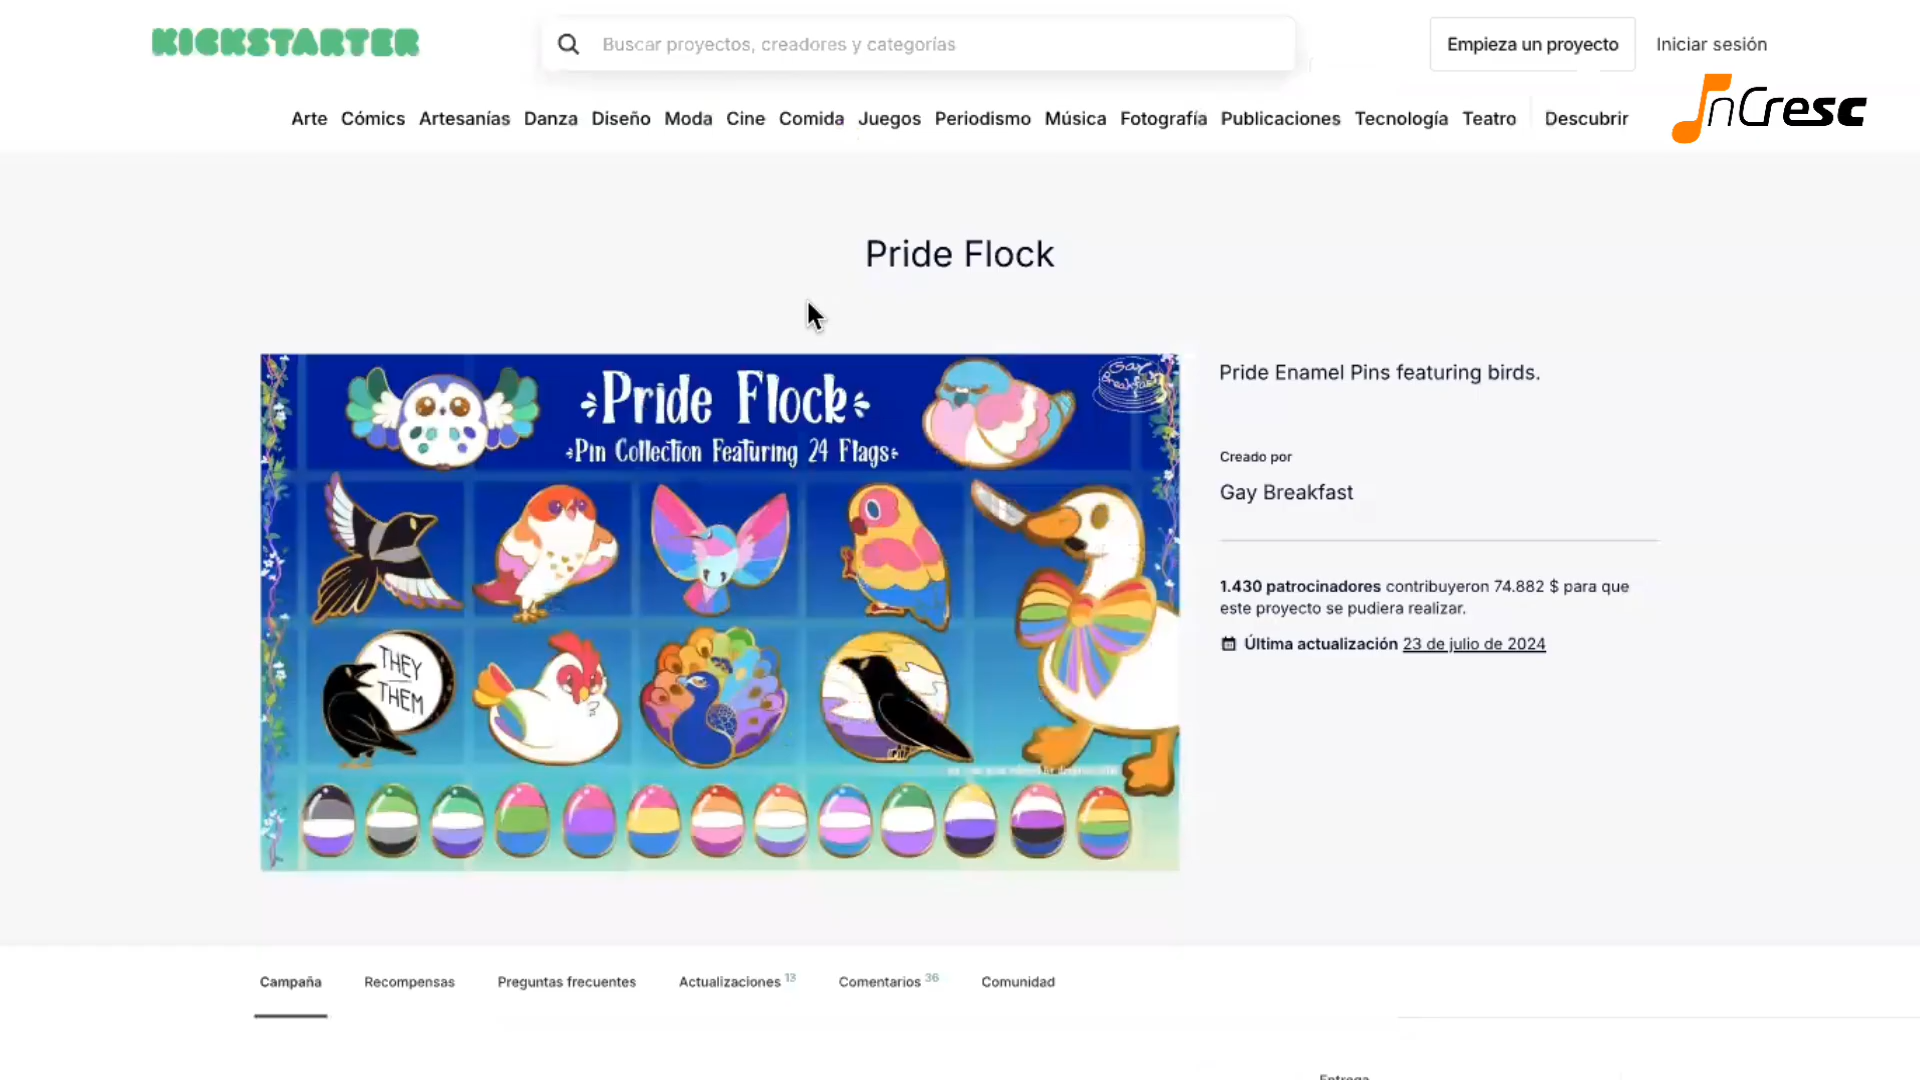 KICKSTARTER
Buscar proyectos, creadores y categorías
Empieza un proyecto
Iniciar sesión
Arte Cómics Artesanías Danza Diseño Moda Cine Comida Juegos Periodismo Música Fotografía Publicaciones Tecnología Teatro Descubrir
nCresc
Pride Flock
Pride Flock
Pin Collection Featuring 24 Flags
Gay
Breakfast
THEY
THEM
Pride Enamel Pins featuring birds.
Creado por
Gay Breakfast
1.430 patrocinadores contribuyeron 74.882 $ para que
este proyecto se pudiera realizar.
Última actualización 23 de julio de 2024
Campaña Recompensas Preguntas frecuentes Actualizaciones 13 Comentarios 36 Comunidad
Entrega